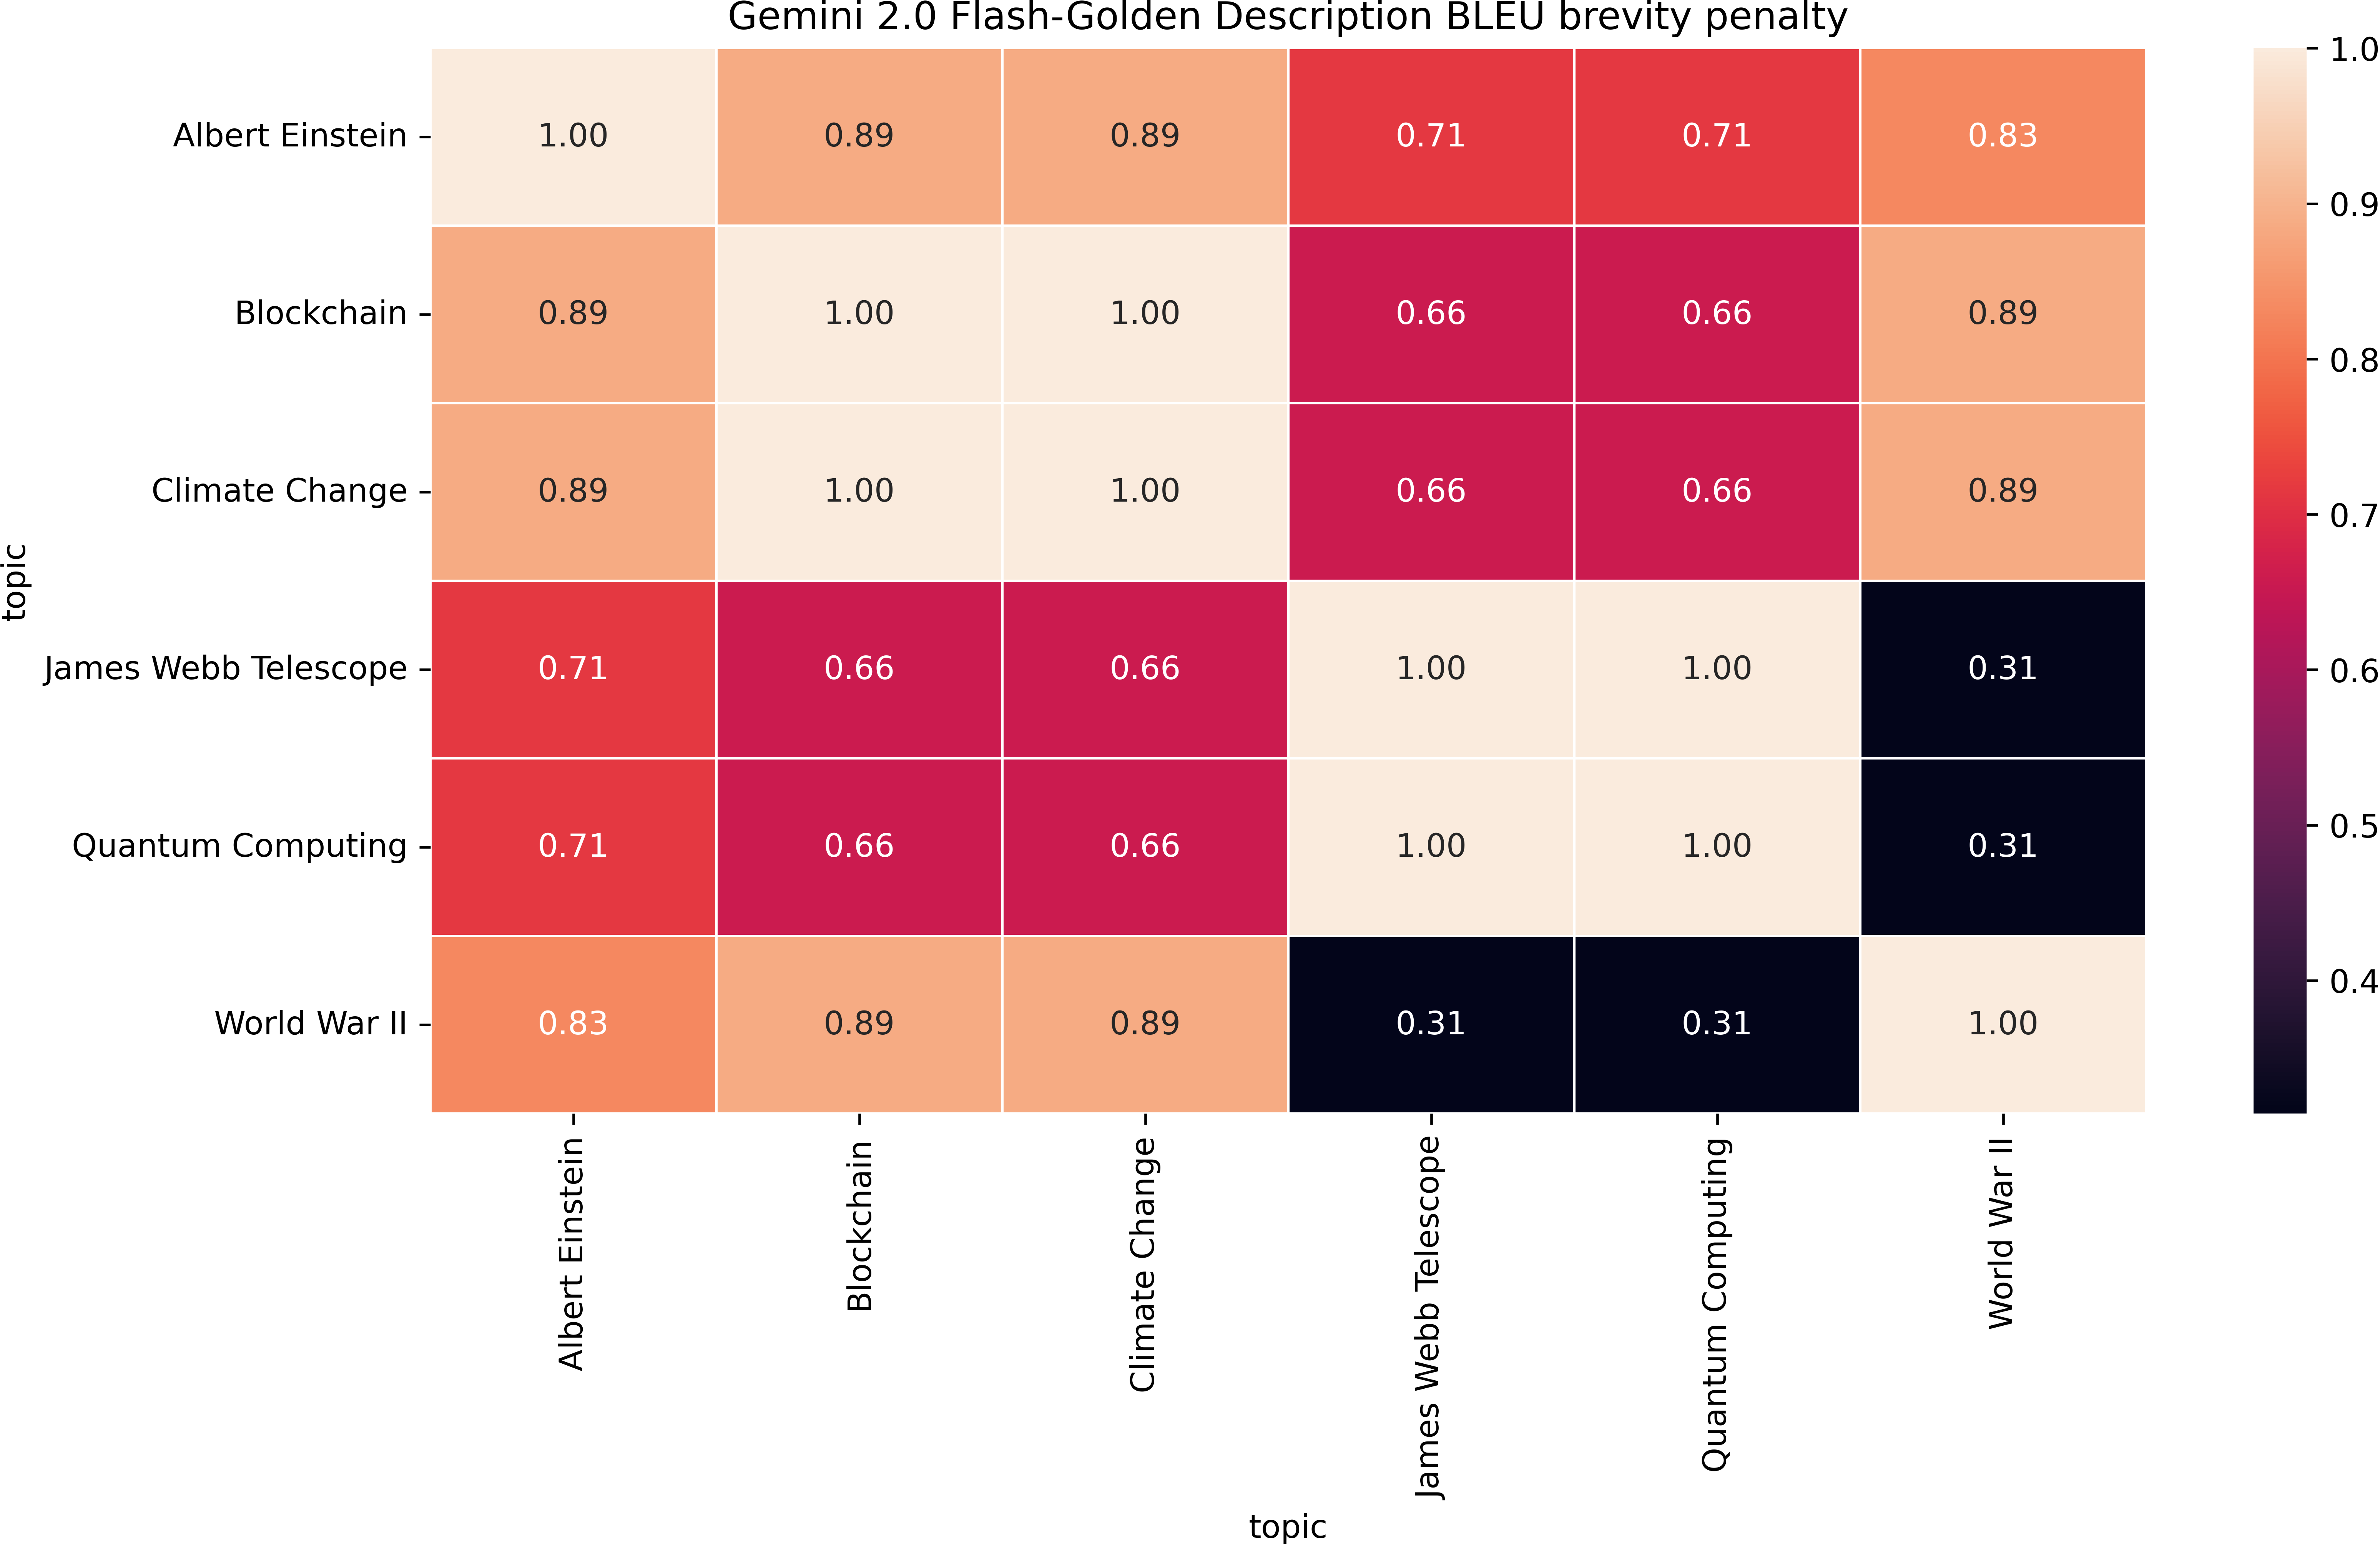 Gemini 2.0 Flash-Golden Description BLEU brevity penalty
Albert Einstein 1.00 0.89 0.89 0.71 0.71 0.83
Blockchain 0.89 1.00 1.00 0.66 0.66 0.89
Climate Change 0.89 1.00 1.00 0.66 0.66 0.89
James Webb Telescope 0.71 0.66 0.66 1.00 1.00 0.31
Quantum Computing 0.71 0.66 0.66 1.00 1.00 0.31
World War II 0.83 0.89 0.89 0.31 0.31 1.00
topic
Albert Einstein
Blockchain
Climate Change
James Webb Telescope
Quantum Computing
World War II
topic
1.0
0.9
0.8
0.7
0.6
0.5
0.4